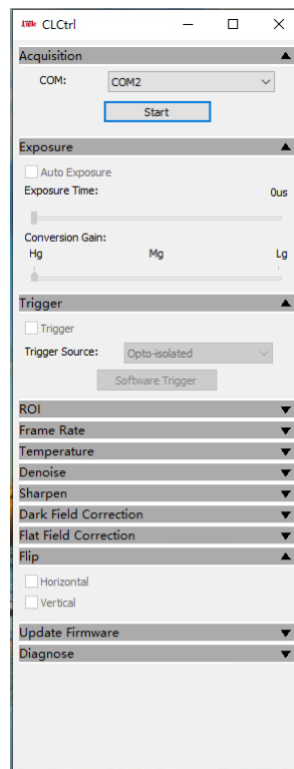 CLCtrl
Acquisition
COM: COM2
Start
Exposure
Auto Exposure
Exposure Time: 0us
Conversion Gain:
Hg Mg Lg
Trigger
Trigger
Trigger Source: Opto-isolated
Software Trigger
ROI
Frame Rate
Temperature
Denoise
Sharpen
Dark Field Correction
Flat Field Correction
Flip
Horizontal
Vertical
Update Firmware
Diagnose